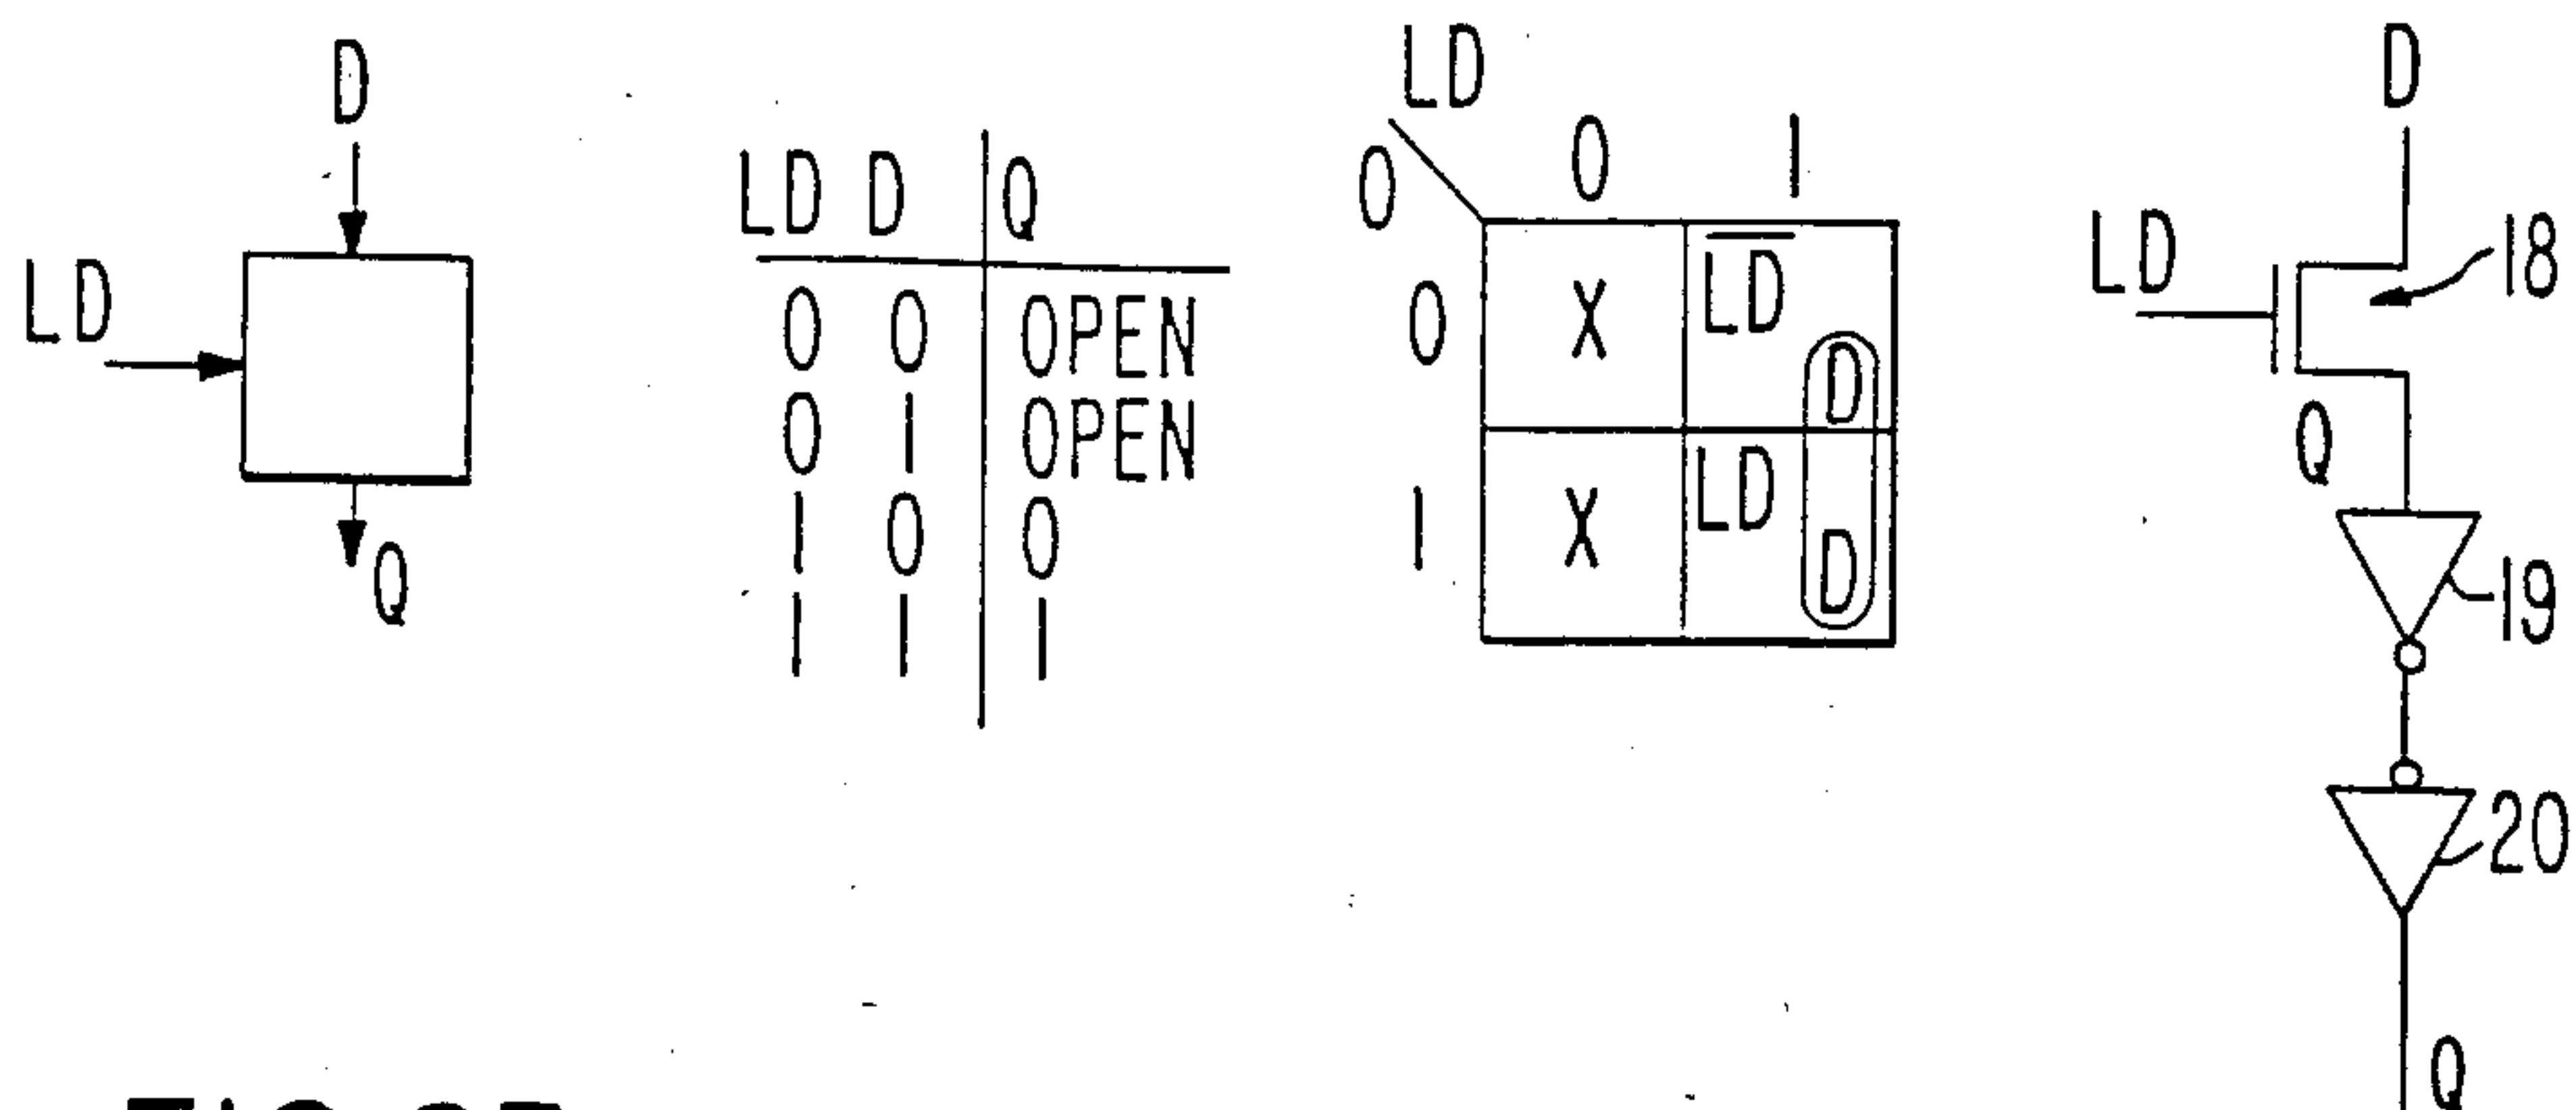 D
LD
Q
LD D Q
0 0 OPEN
0 1 OPEN
1 0 0
1 1 1
LD
0 0 1
0 X L̅D̅ D
1 X LD D
D
LD
18
Q
19
20
Q